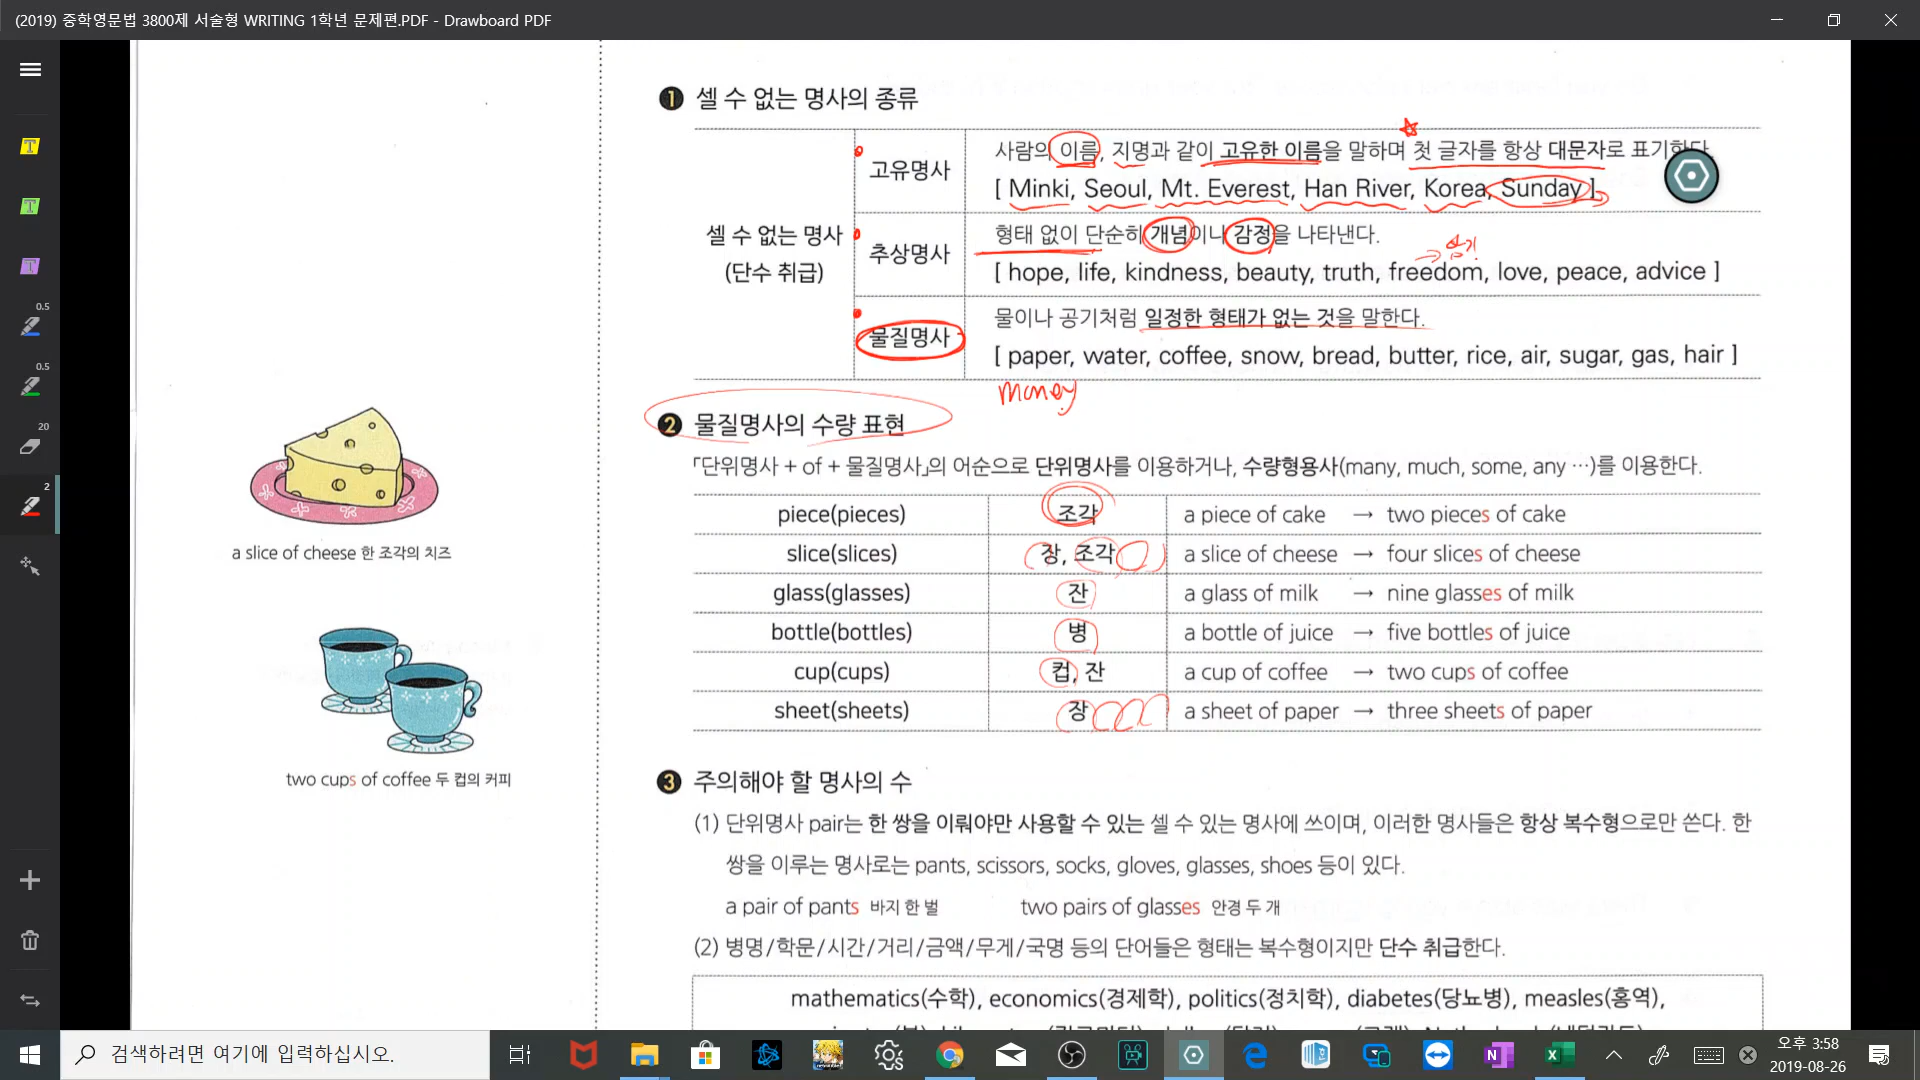 (2019) 중학영문법 3800제 서술형 WRITING 1학년 문제편.PDF - Drawboard PDF
❶ 셀 수 없는 명사의 종류
셀 수 없는 명사
(단수 취급)
고유명사
사람의 이름, 지명과 같이 고유한 이름을 말하며 첫 글자를 항상 대문자로 표기한다.
[ Minki, Seoul, Mt. Everest, Han River, Korea, Sunday ]
추상명사
형태 없이 단순히 개념이나 감정을 나타낸다.
[ hope, life, kindness, beauty, truth, freedom, love, peace, advice ]
물질명사
물이나 공기처럼 일정한 형태가 없는 것을 말한다.
[ paper, water, coffee, snow, bread, butter, rice, air, sugar, gas, hair ]
money
❷ 물질명사의 수량 표현
「단위명사 + of + 물질명사」의 어순으로 단위명사를 이용하거나, 수량형용사(many, much, some, any …)를 이용한다.
piece(pieces) 조각 a piece of cake → two pieces of cake
slice(slices) 장, 조각 a slice of cheese → four slices of cheese
glass(glasses) 잔 a glass of milk → nine glasses of milk
bottle(bottles) 병 a bottle of juice → five bottles of juice
cup(cups) 컵, 잔 a cup of coffee → two cups of coffee
sheet(sheets) 장 a sheet of paper → three sheets of paper
a slice of cheese 한 조각의 치즈
two cups of coffee 두 컵의 커피
❸ 주의해야 할 명사의 수
(1) 단위명사 pair는 한 쌍을 이뤄야만 사용할 수 있는 셀 수 있는 명사에 쓰이며, 이러한 명사들은 항상 복수형으로만 쓴다. 한
쌍을 이루는 명사로는 pants, scissors, socks, gloves, glasses, shoes 등이 있다.
a pair of pants 바지 한 벌 two pairs of glasses 안경 두 개
(2) 병명/학문/시간/거리/금액/무게/국명 등의 단어들은 형태는 복수형이지만 단수 취급한다.
mathematics(수학), economics(경제학), politics(정치학), diabetes(당뇨병), measles(홍역),
0.5
0.5
20
2
검색하려면 여기에 입력하십시오.
오후 3:58
2019-08-26